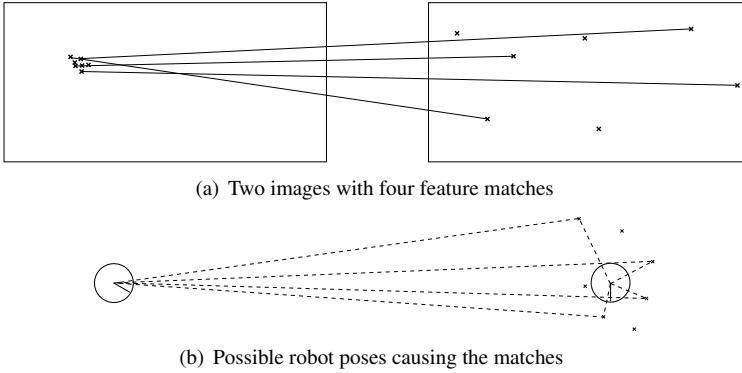 (a) Two images with four feature matches
(b) Possible robot poses causing the matches